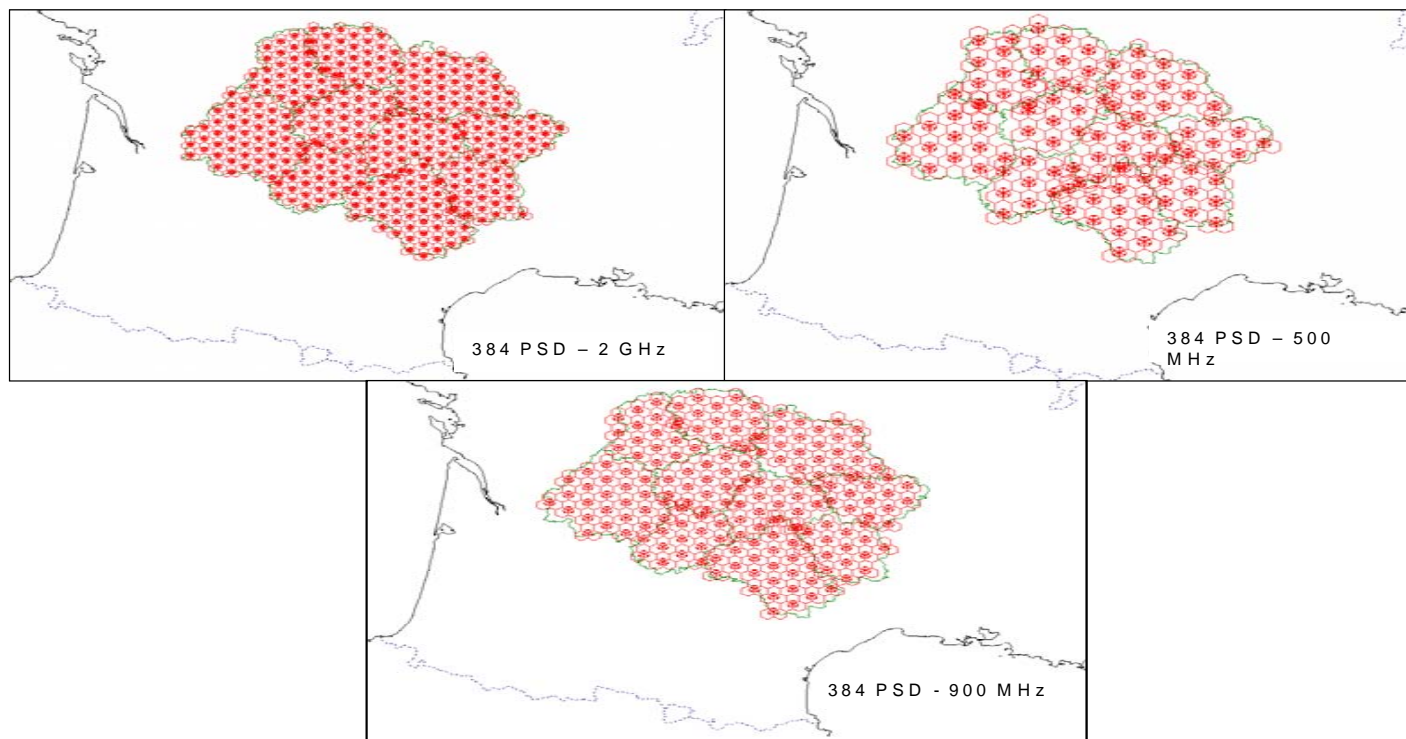 384 PSD – 2 GHz
384 PSD – 500
MHz
384 PSD - 900 MHz